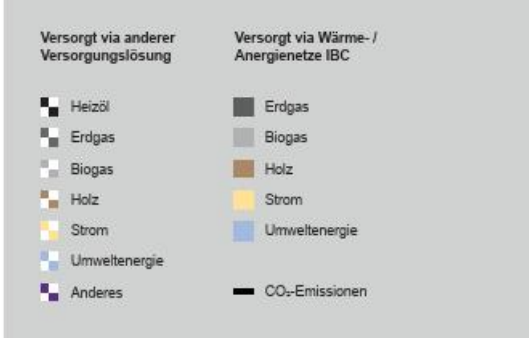 Versorgt via anderer
Versorgungslösung
Heizöl
Erdgas
Biogas
Holz
Strom
Umweltenergie
Anderes
Versorgt via Wärme- /
Anergienetze IBC
Erdgas
Biogas
Holz
Strom
Umweltenergie
CO₂-Emissionen